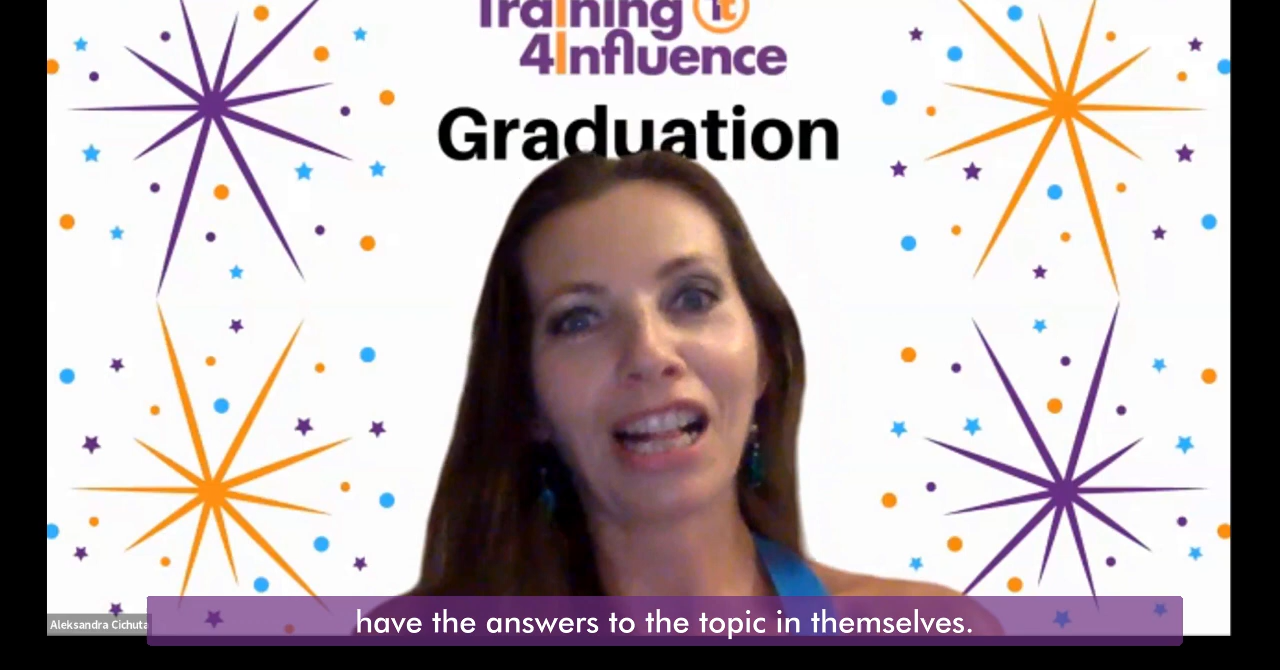 Training t
4Influence
Graduation
Aleksandra Cichuta
have the answers to the topic in themselves.